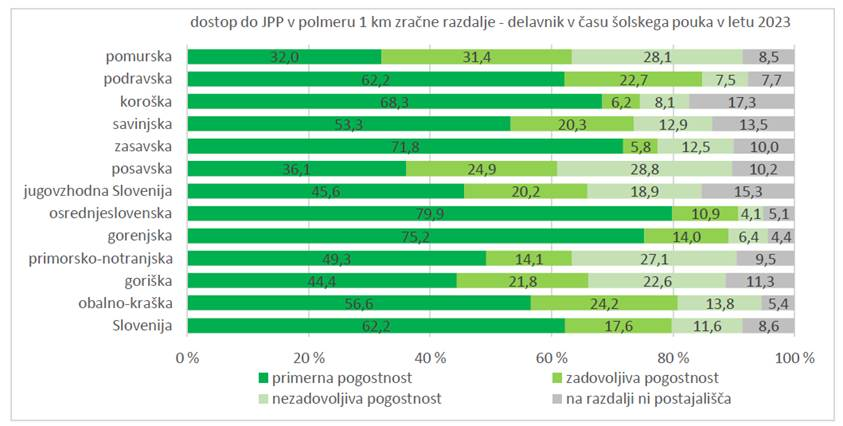 dostop do JPP v polmeru 1 km zračne razdalje - delavnik v času šolskega pouka v letu 2023
pomurska 32,0 31,4 28,1 8,5
podravska 62,2 22,7 7,5 7,7
koroška 68,3 6,2 8,1 17,3
savinjska 53,3 20,3 12,9 13,5
zasavska 71,8 5,8 12,5 10,0
posavska 36,1 24,9 28,8 10,2
jugovzhodna Slovenija 45,6 20,2 18,9 15,3
osrednjeslovenska 79,9 10,9 4,1 5,1
gorenjska 75,2 14,0 6,4 4,4
primorsko-notranjska 49,3 14,1 27,1 9,5
goriška 44,4 21,8 22,6 11,3
obalno-kraška 56,6 24,2 13,8 5,4
Slovenija 62,2 17,6 11,6 8,6
0 % 20 % 40 % 60 % 80 % 100 %
primerna pogostnost zadovoljiva pogostnost
nezadovoljiva pogostnost na razdalji ni postajališča